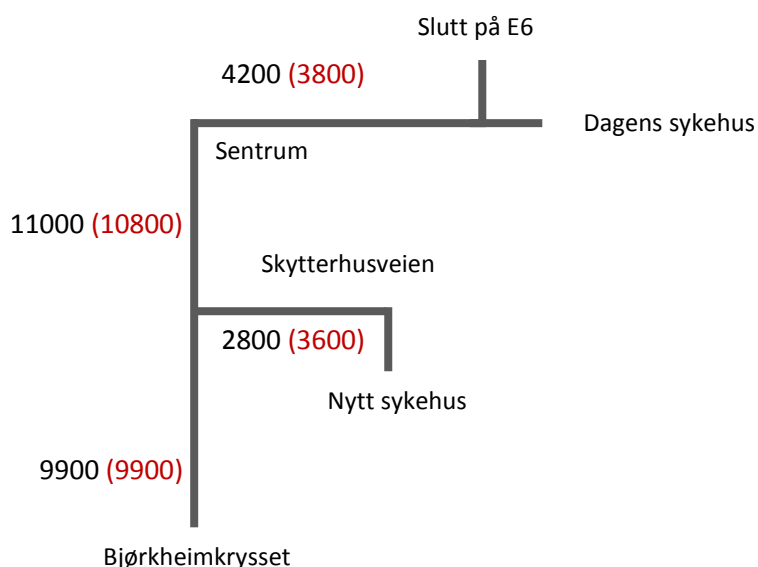 Slutt på E6
4200 (3800)
Dagens sykehus
Sentrum
11000 (10800)
Skytterhusveien
2800 (3600)
Nytt sykehus
9900 (9900)
Bjørkheimkrysset